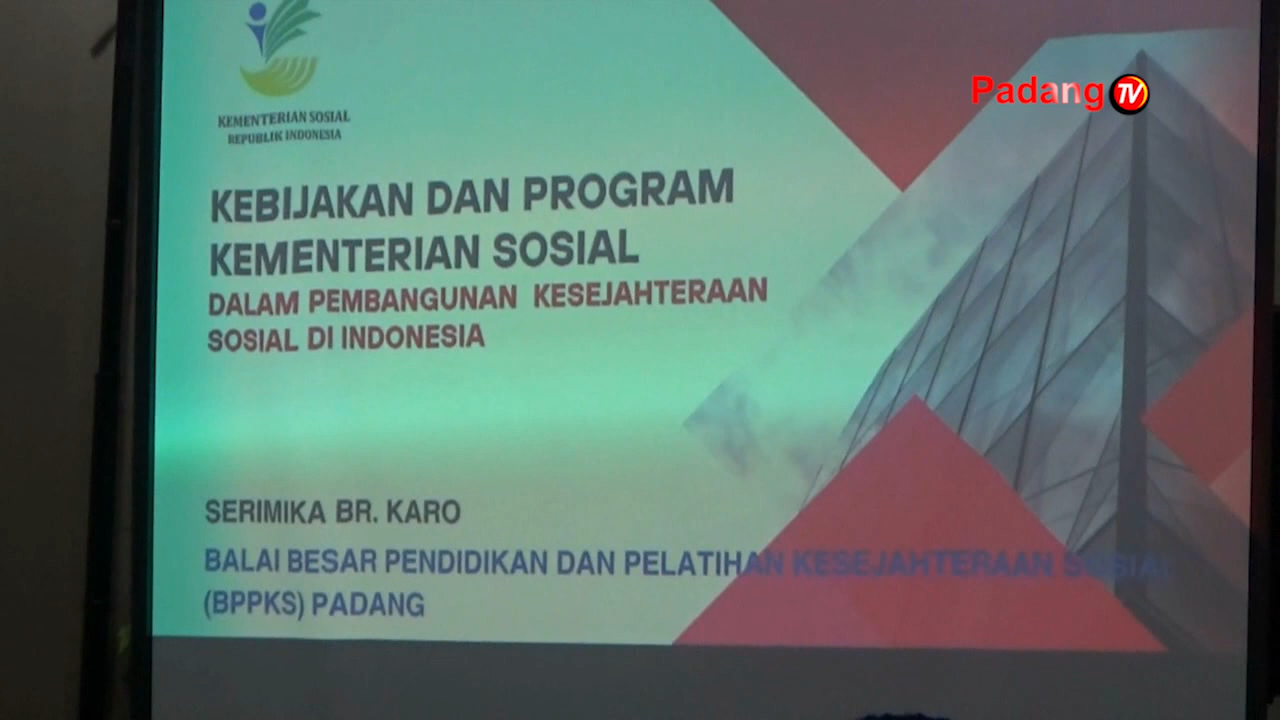 KEMENTERIAN SOSIAL
REPUBLIK INDONESIA
Padang TV
KEBIJAKAN DAN PROGRAM
KEMENTERIAN SOSIAL
DALAM PEMBANGUNAN KESEJAHTERAAN
SOSIAL DI INDONESIA
SERIMIKA BR. KARO
BALAI BESAR PENDIDIKAN DAN PELATIHAN KESEJAHTERAAN SOSIAL
(BPPKS) PADANG